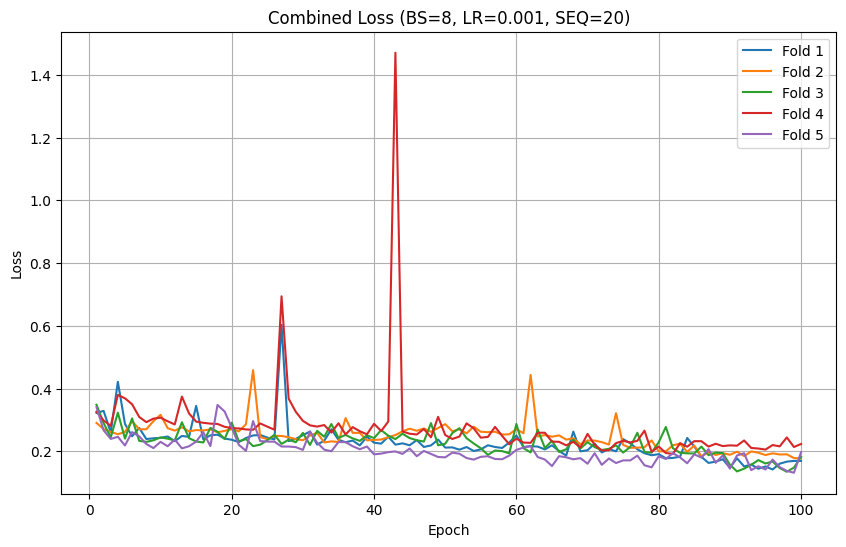 Combined Loss (BS=8, LR=0.001, SEQ=20)
Fold 1
Fold 2
Fold 3
Fold 4
Fold 5
1.4
1.2
1.0
0.8
0.6
0.4
0.2
Loss
0 20 40 60 80 100
Epoch